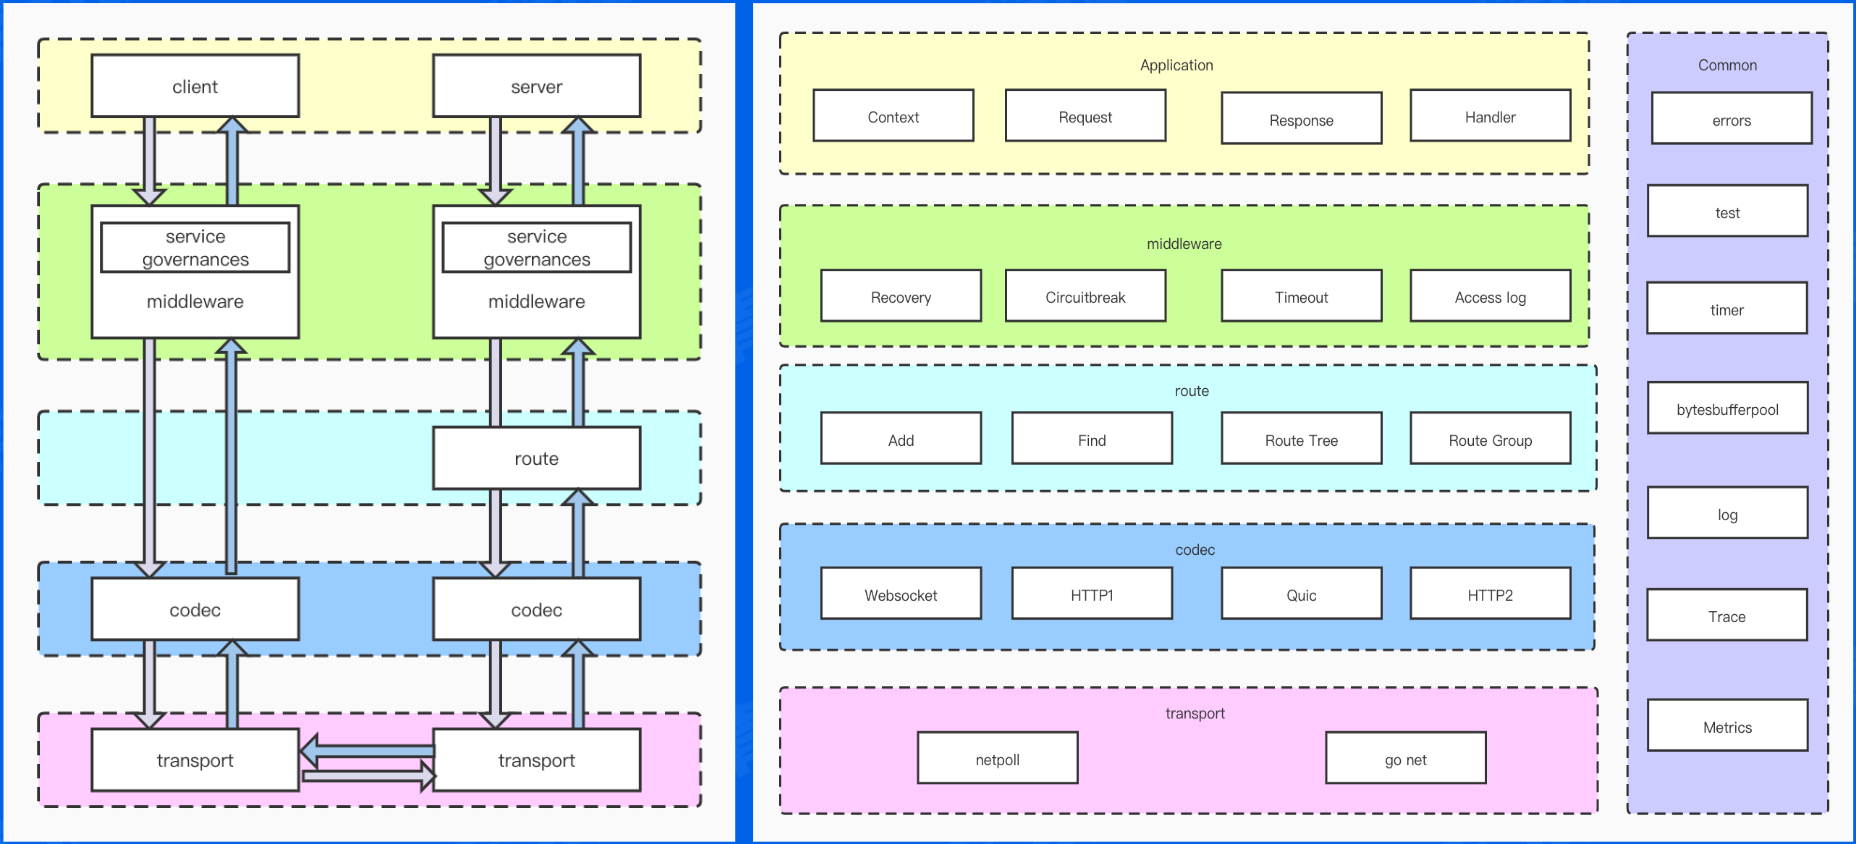 client
server
service
governances
middleware
service
governances
middleware
route
codec
codec
transport
transport
Application
Context
Request
Response
Handler
middleware
Recovery
Circuitbreak
Timeout
Access log
route
Add
Find
Route Tree
Route Group
codec
Websocket
HTTP1
Quic
HTTP2
transport
netpoll
go net
Common
errors
test
timer
bytesbufferpool
log
Trace
Metrics